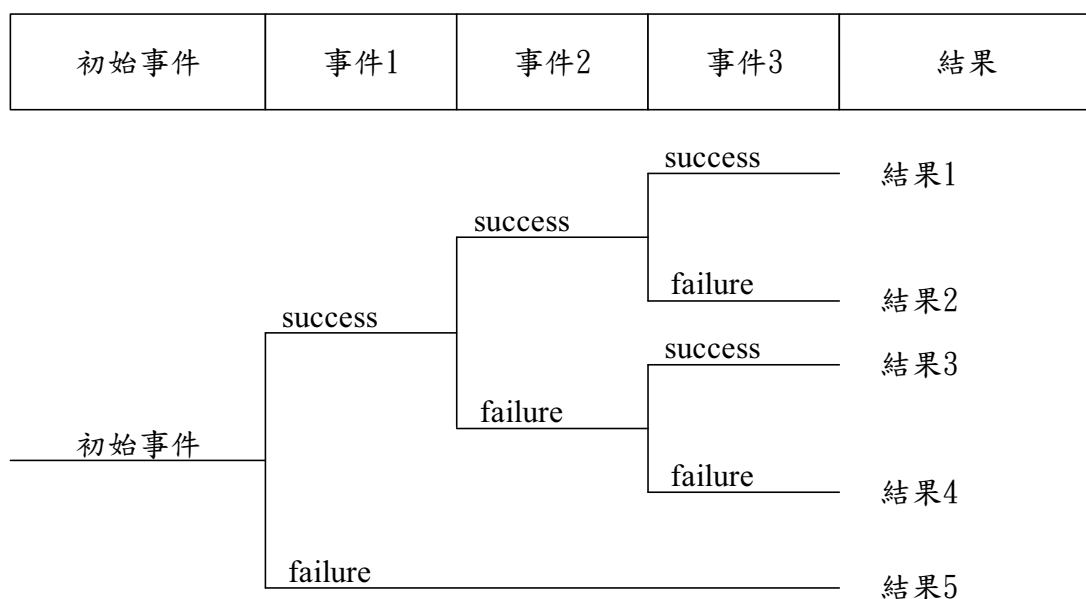 初始事件 事件1 事件2 事件3 結果
success 結果1
success
failure 結果2
success
success 結果3
failure
初始事件
failure 結果4
failure 結果5